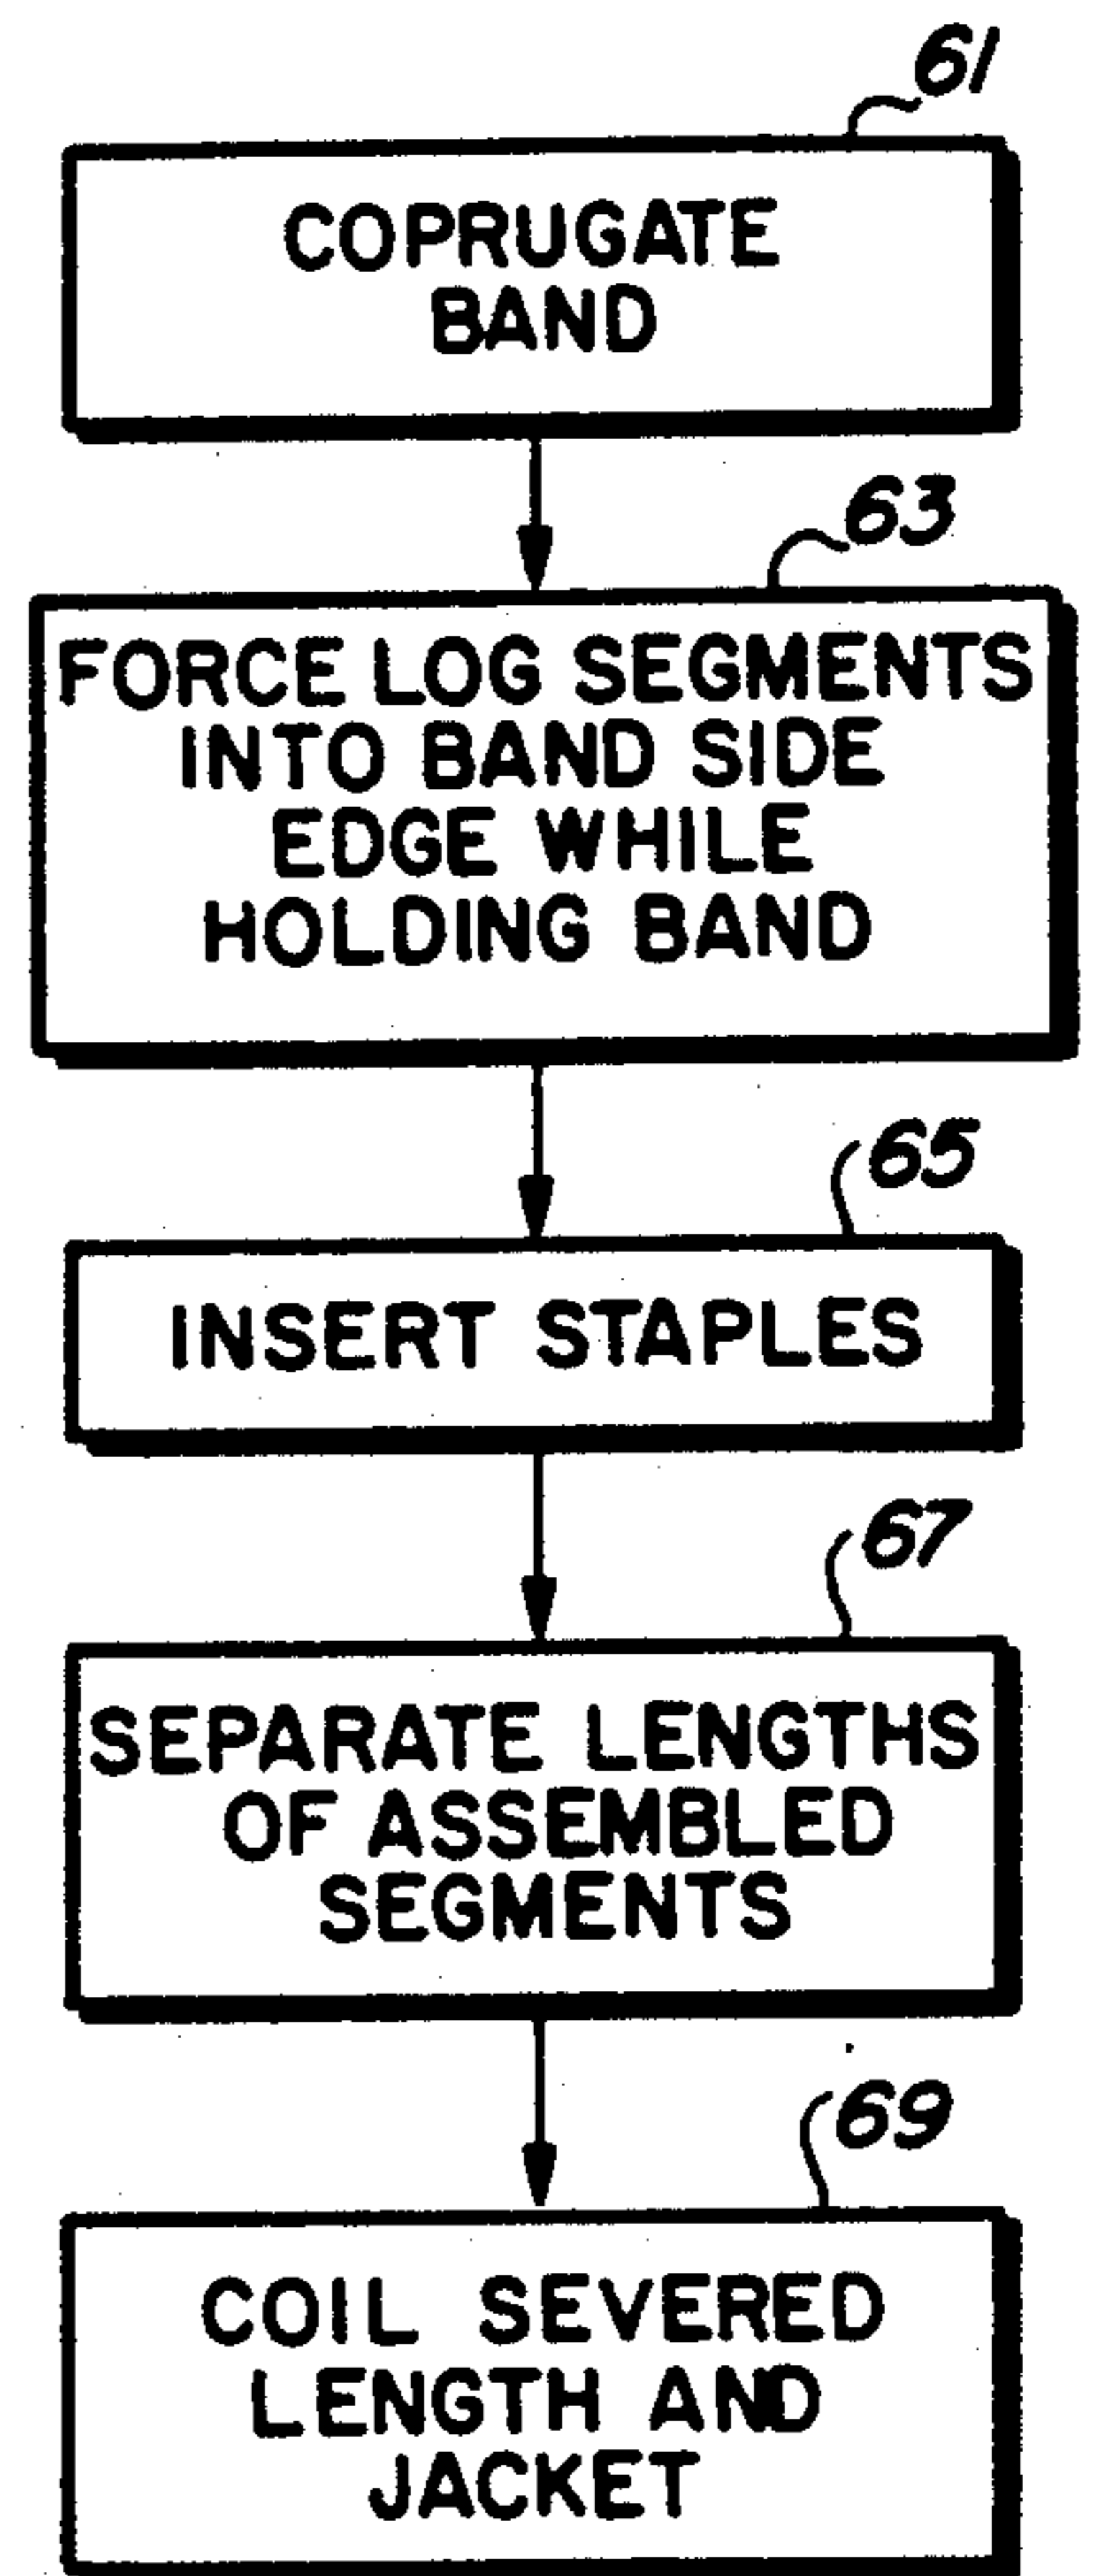 61
COPRUGATE
BAND
63
FORCE LOG SEGMENTS
INTO BAND SIDE
EDGE WHILE
HOLDING BAND
65
INSERT STAPLES
67
SEPARATE LENGTHS
OF ASSEMBLED
SEGMENTS
69
COIL SEVERED
LENGTH AND
JACKET